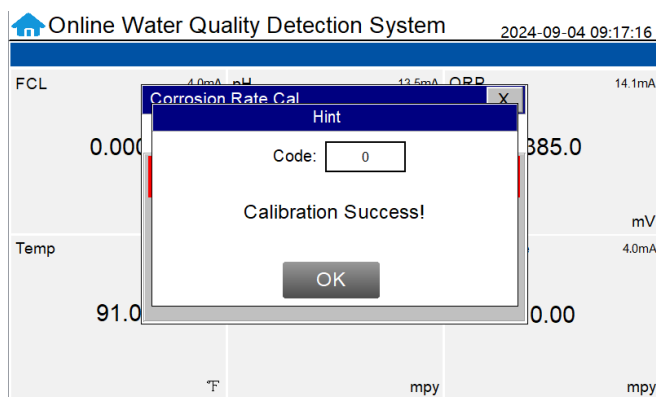 Online Water Quality Detection System
2024-09-04 09:17:16
FCL
4.0mA
pH
13.5mA
ORP
14.1mA
Corrosion Rate Cal
X
Hint
Code: 0
Calibration Success!
OK
0.000
385.0
mV
Temp
4.0mA
91.0
0.00
°F
mpy
mpy